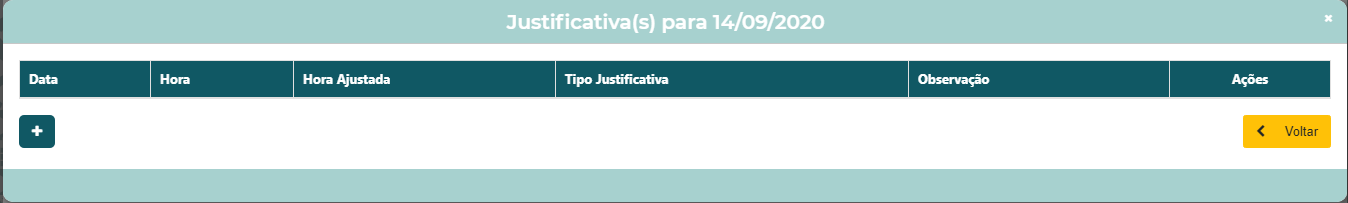 Justificativa(s) para 14/09/2020
×
Data Hora Hora Ajustada Tipo Justificativa Observação Ações
+ Voltar